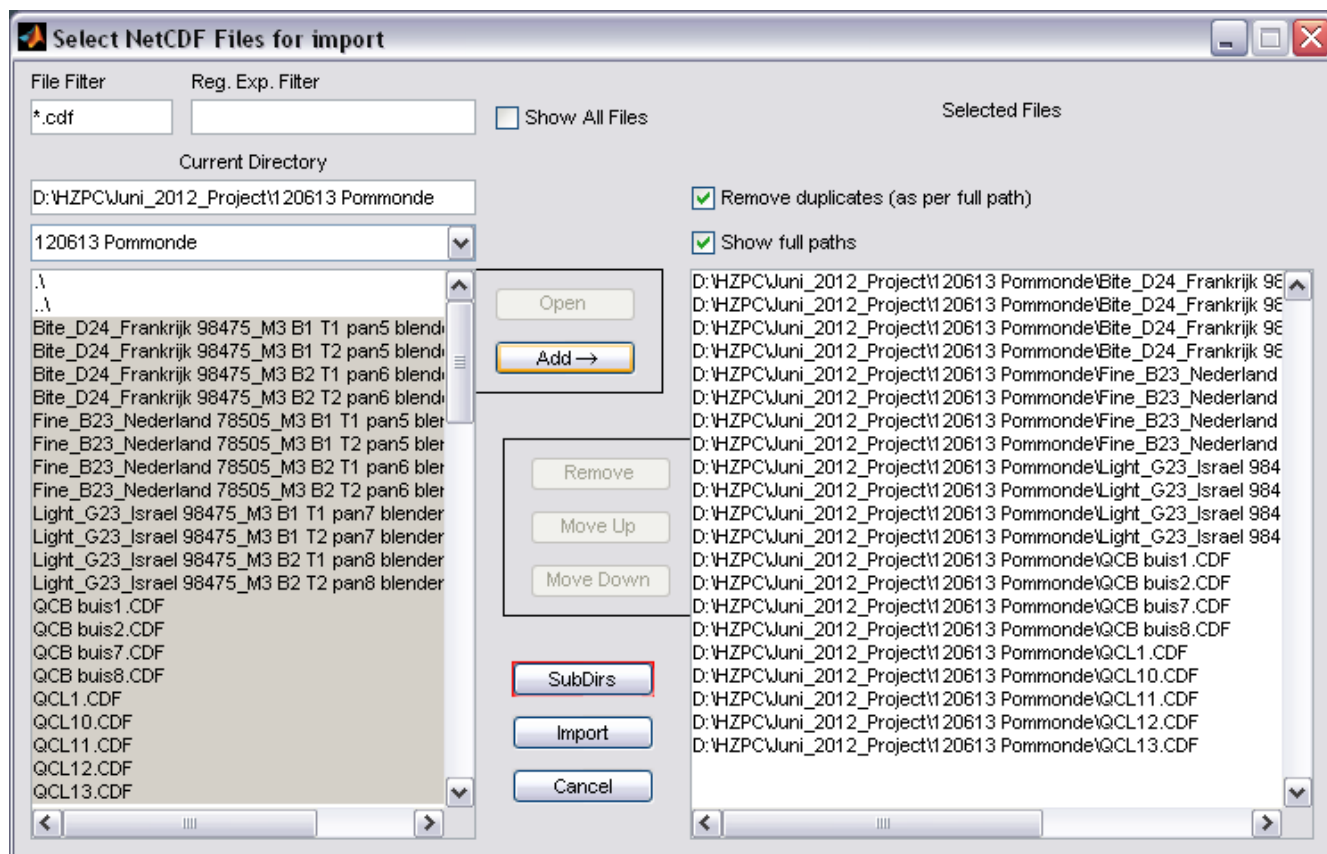 Select NetCDF Files for import
File Filter
Reg. Exp. Filter
*.cdf
Show All Files
Selected Files
Current Directory
D:\HZPC\Juni_2012_Project\120613 Pommonde
Remove duplicates (as per full path)
120613 Pommonde
Show full paths
.\
..\
Bite_D24_Frankrijk 98475_M3 B1 T1 pan5 blend
Bite_D24_Frankrijk 98475_M3 B1 T2 pan5 blend
Bite_D24_Frankrijk 98475_M3 B2 T1 pan6 blend
Bite_D24_Frankrijk 98475_M3 B2 T2 pan6 blend
Fine_B23_Nederland 78505_M3 B1 T1 pan5 bler
Fine_B23_Nederland 78505_M3 B1 T2 pan5 bler
Fine_B23_Nederland 78505_M3 B2 T1 pan6 bler
Fine_B23_Nederland 78505_M3 B2 T2 pan6 bler
Light_G23_Israel 98475_M3 B1 T1 pan7 blender
Light_G23_Israel 98475_M3 B1 T2 pan7 blender
Light_G23_Israel 98475_M3 B2 T1 pan8 blender
Light_G23_Israel 98475_M3 B2 T2 pan8 blender
QCB buis1.CDF
QCB buis2.CDF
QCB buis7.CDF
QCB buis8.CDF
QCL1.CDF
QCL10.CDF
QCL11.CDF
QCL12.CDF
QCL13.CDF
Open
Add →
Remove
Move Up
Move Down
SubDirs
Import
Cancel
D:\HZPC\Juni_2012_Project\120613 Pommonde\Bite_D24_Frankrijk 98
D:\HZPC\Juni_2012_Project\120613 Pommonde\Bite_D24_Frankrijk 98
D:\HZPC\Juni_2012_Project\120613 Pommonde\Bite_D24_Frankrijk 98
D:\HZPC\Juni_2012_Project\120613 Pommonde\Bite_D24_Frankrijk 98
D:\HZPC\Juni_2012_Project\120613 Pommonde\Fine_B23_Nederland
D:\HZPC\Juni_2012_Project\120613 Pommonde\Fine_B23_Nederland
D:\HZPC\Juni_2012_Project\120613 Pommonde\Fine_B23_Nederland
D:\HZPC\Juni_2012_Project\120613 Pommonde\Fine_B23_Nederland
D:\HZPC\Juni_2012_Project\120613 Pommonde\Light_G23_Israel 984
D:\HZPC\Juni_2012_Project\120613 Pommonde\Light_G23_Israel 984
D:\HZPC\Juni_2012_Project\120613 Pommonde\Light_G23_Israel 984
D:\HZPC\Juni_2012_Project\120613 Pommonde\Light_G23_Israel 984
D:\HZPC\Juni_2012_Project\120613 Pommonde\QCB buis1.CDF
D:\HZPC\Juni_2012_Project\120613 Pommonde\QCB buis2.CDF
D:\HZPC\Juni_2012_Project\120613 Pommonde\QCB buis7.CDF
D:\HZPC\Juni_2012_Project\120613 Pommonde\QCB buis8.CDF
D:\HZPC\Juni_2012_Project\120613 Pommonde\QCL1.CDF
D:\HZPC\Juni_2012_Project\120613 Pommonde\QCL10.CDF
D:\HZPC\Juni_2012_Project\120613 Pommonde\QCL11.CDF
D:\HZPC\Juni_2012_Project\120613 Pommonde\QCL12.CDF
D:\HZPC\Juni_2012_Project\120613 Pommonde\QCL13.CDF